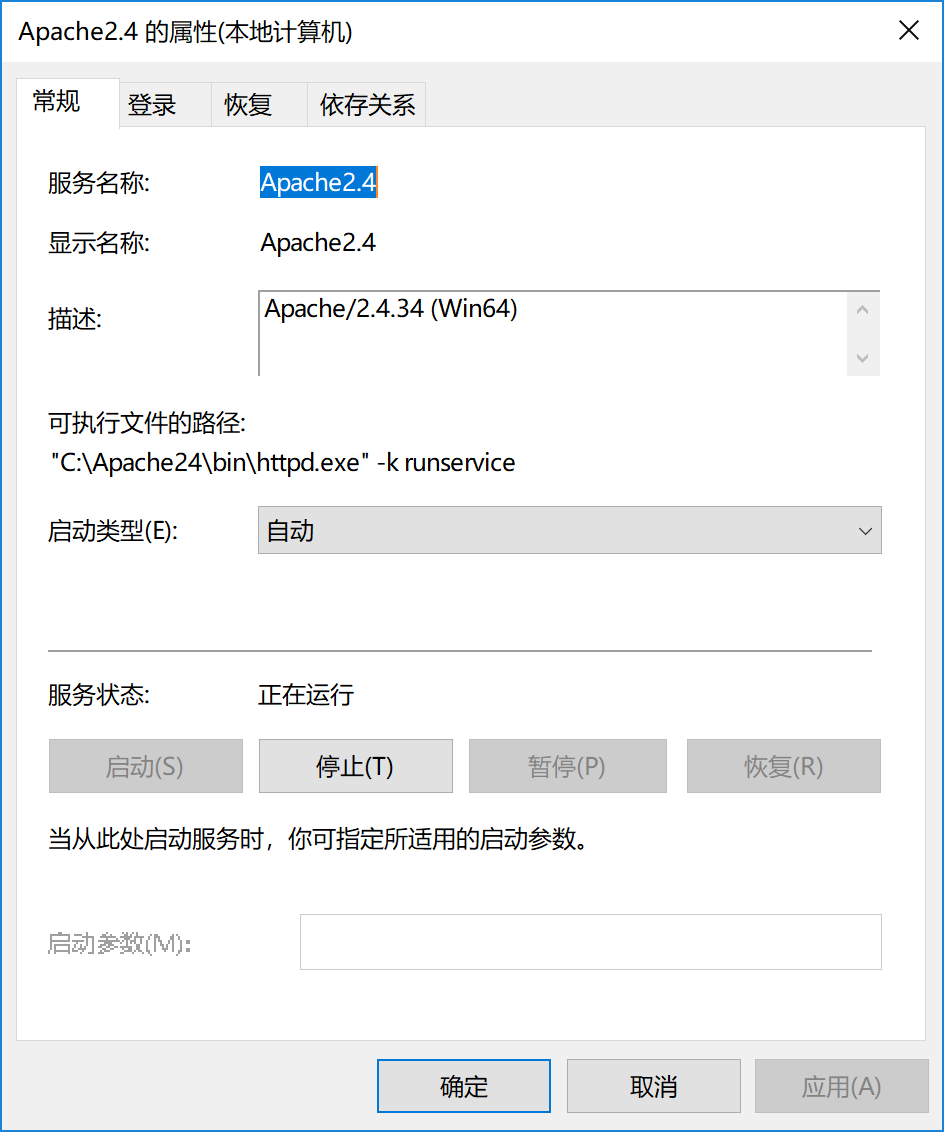 Apache2.4 的属性(本地计算机)
常规 登录 恢复 依存关系
服务名称: Apache2.4
显示名称: Apache2.4
描述: Apache/2.4.34 (Win64)
可执行文件的路径:
"C:\Apache24\bin\httpd.exe" -k runservice
启动类型(E): 自动
服务状态: 正在运行
启动(S) 停止(T) 暂停(P) 恢复(R)
当从此处启动服务时，你可指定所适用的启动参数。
启动参数(M):
确定 取消 应用(A)